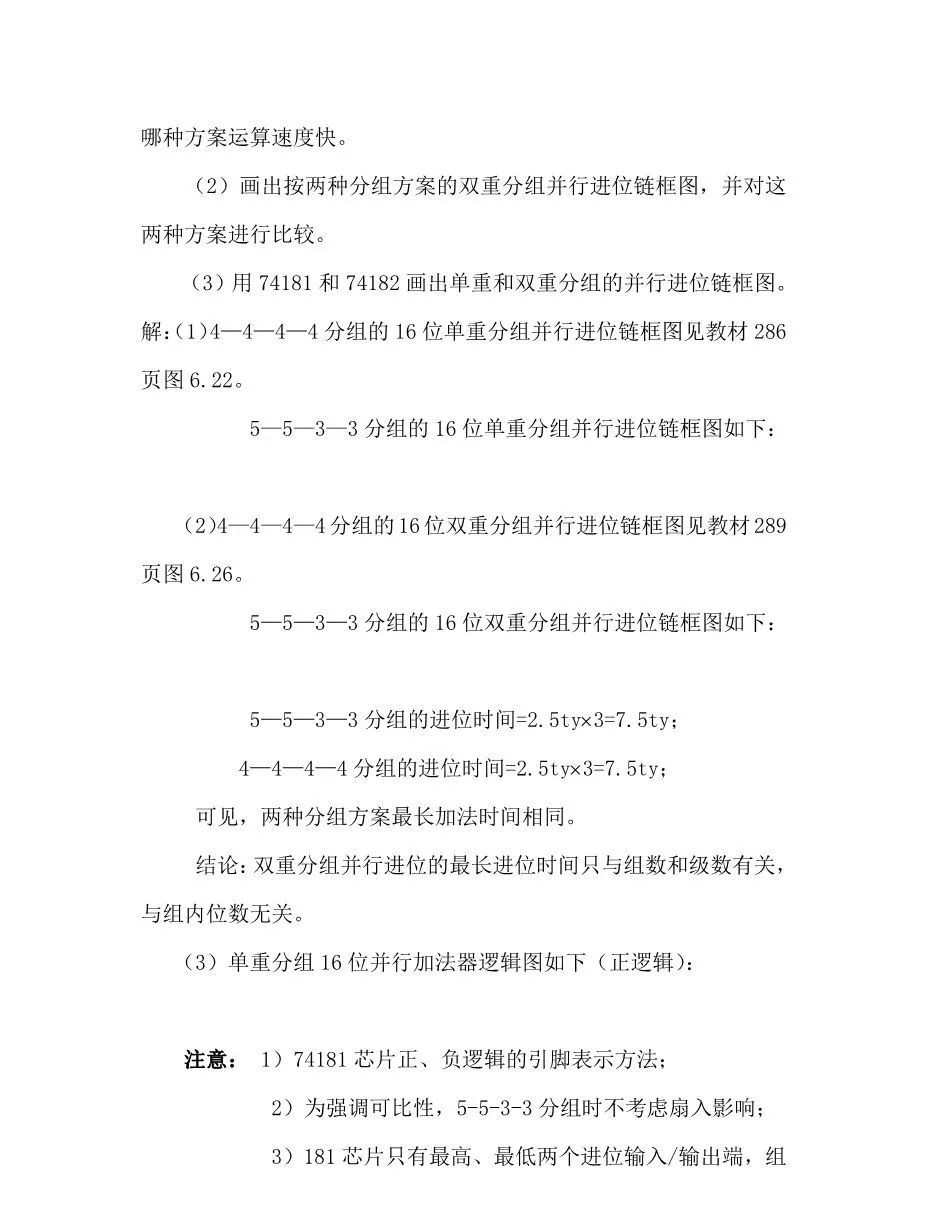 哪种方案运算速度快。
（2）画出按两种分组方案的双重分组并行进位链框图，并对这
两种方案进行比较。
（3）用 74181 和 74182 画出单重和双重分组的并行进位链框图。
解：（1）4—4—4—4 分组的 16 位单重分组并行进位链框图见教材 286
页图 6.22。
5—5—3—3 分组的 16 位单重分组并行进位链框图如下：
（2）4—4—4—4 分组的 16 位双重分组并行进位链框图见教材 289
页图 6.26。
5—5—3—3 分组的 16 位双重分组并行进位链框图如下：
5—5—3—3 分组的进位时间=2.5ty×3=7.5ty；
4—4—4—4 分组的进位时间=2.5ty×3=7.5ty；
可见，两种分组方案最长加法时间相同。
结论：双重分组并行进位的最长进位时间只与组数和级数有关，
与组内位数无关。
（3）单重分组 16 位并行加法器逻辑图如下（正逻辑）：
注意： 1）74181 芯片正、负逻辑的引脚表示方法；
2）为强调可比性，5-5-3-3 分组时不考虑扇入影响；
3）181 芯片只有最高、最低两个进位输入/输出端，组